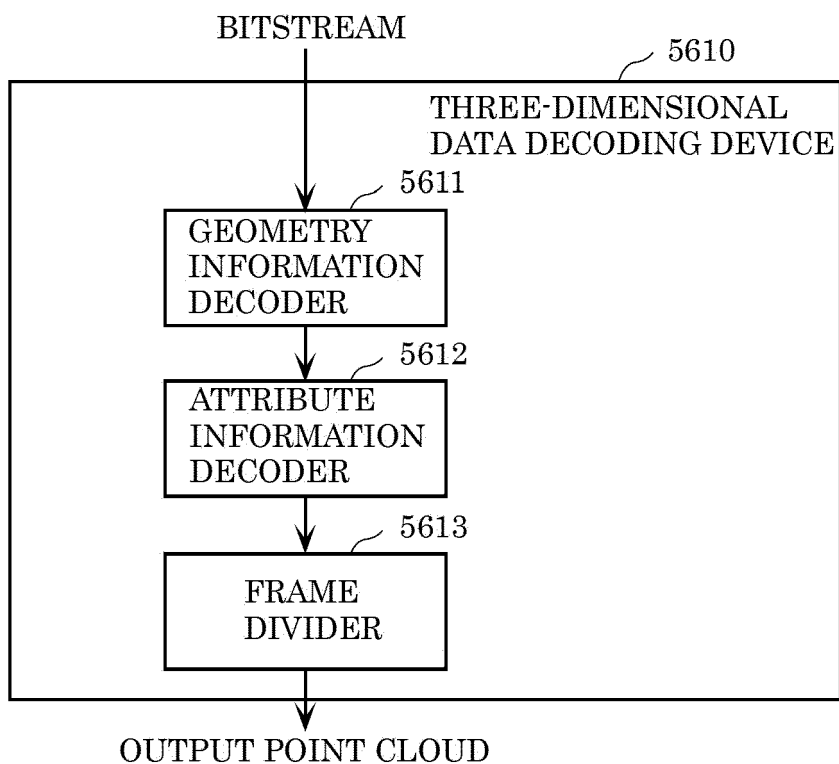 BITSTREAM
5610
THREE-DIMENSIONAL
DATA DECODING DEVICE
5611
GEOMETRY
INFORMATION
DECODER
5612
ATTRIBUTE
INFORMATION
DECODER
5613
FRAME
DIVIDER
OUTPUT POINT CLOUD